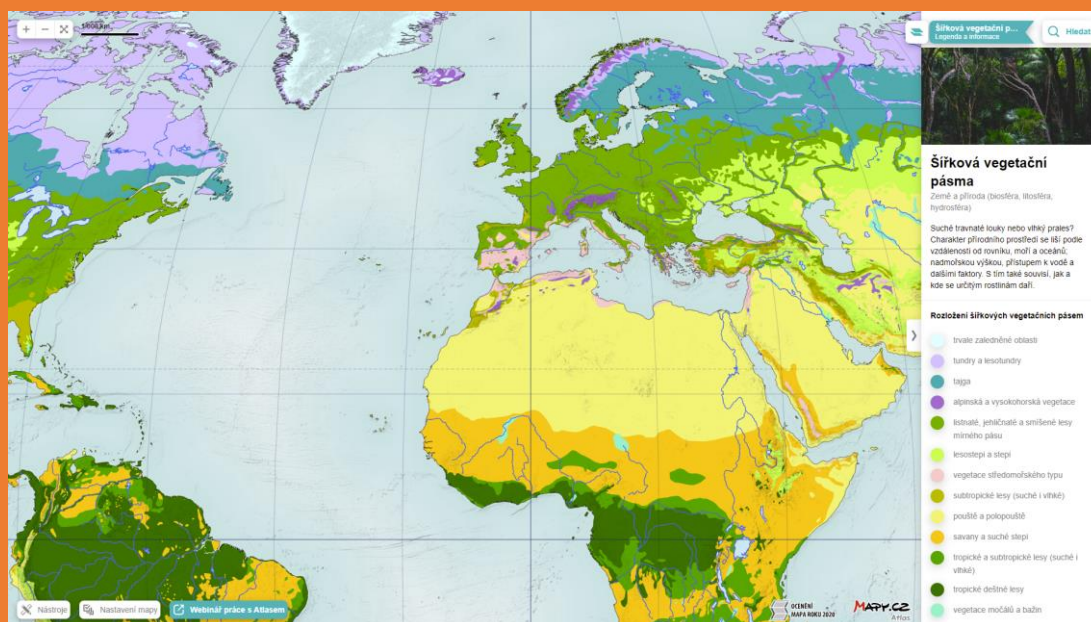 1 000 km
Šířková vegetační p...
Legenda a informace
Hledat
Šířková vegetační
pásma
Země a příroda (biosféra, litosféra,
hydrosféra)
Suché travnaté louky nebo vlhký prales?
Charakter přírodního prostředí se liší podle
vzdálenosti od rovníku, moří a oceánů;
nadmořskou výškou, přístupem k vodě a
dalšími faktory. S tím také souvisí, jak a
kde se určitým rostlinám daří.
Rozložení šířkových vegetačních pásem
trvale zaledněné oblasti
tundry a lesotundry
tajga
alpinská a vysokohorská vegetace
listnaté, jehličnaté a smíšené lesy
mírného pásu
lesostepi a stepi
vegetace středomořského typu
subtropické lesy (suché i vlhké)
pouště a polopouště
savany a suché stepi
tropické a subtropické lesy (suché i
vlhké)
tropické deštné lesy
vegetace močálů a bažin
Nástroje
Nastavení mapy
Webinář práce s Atlasem
OCENĚNÍ
MAPA ROKU 2020
MAPY.CZ
Atlas